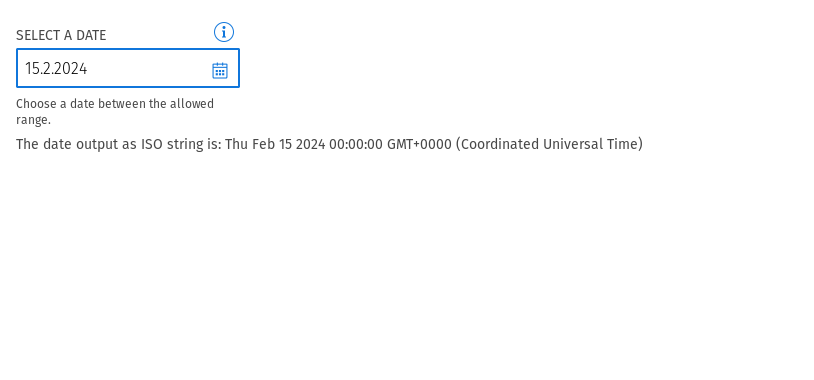 SELECT A DATE
15.2.2024
Choose a date between the allowed
range.
The date output as ISO string is: Thu Feb 15 2024 00:00:00 GMT+0000 (Coordinated Universal Time)